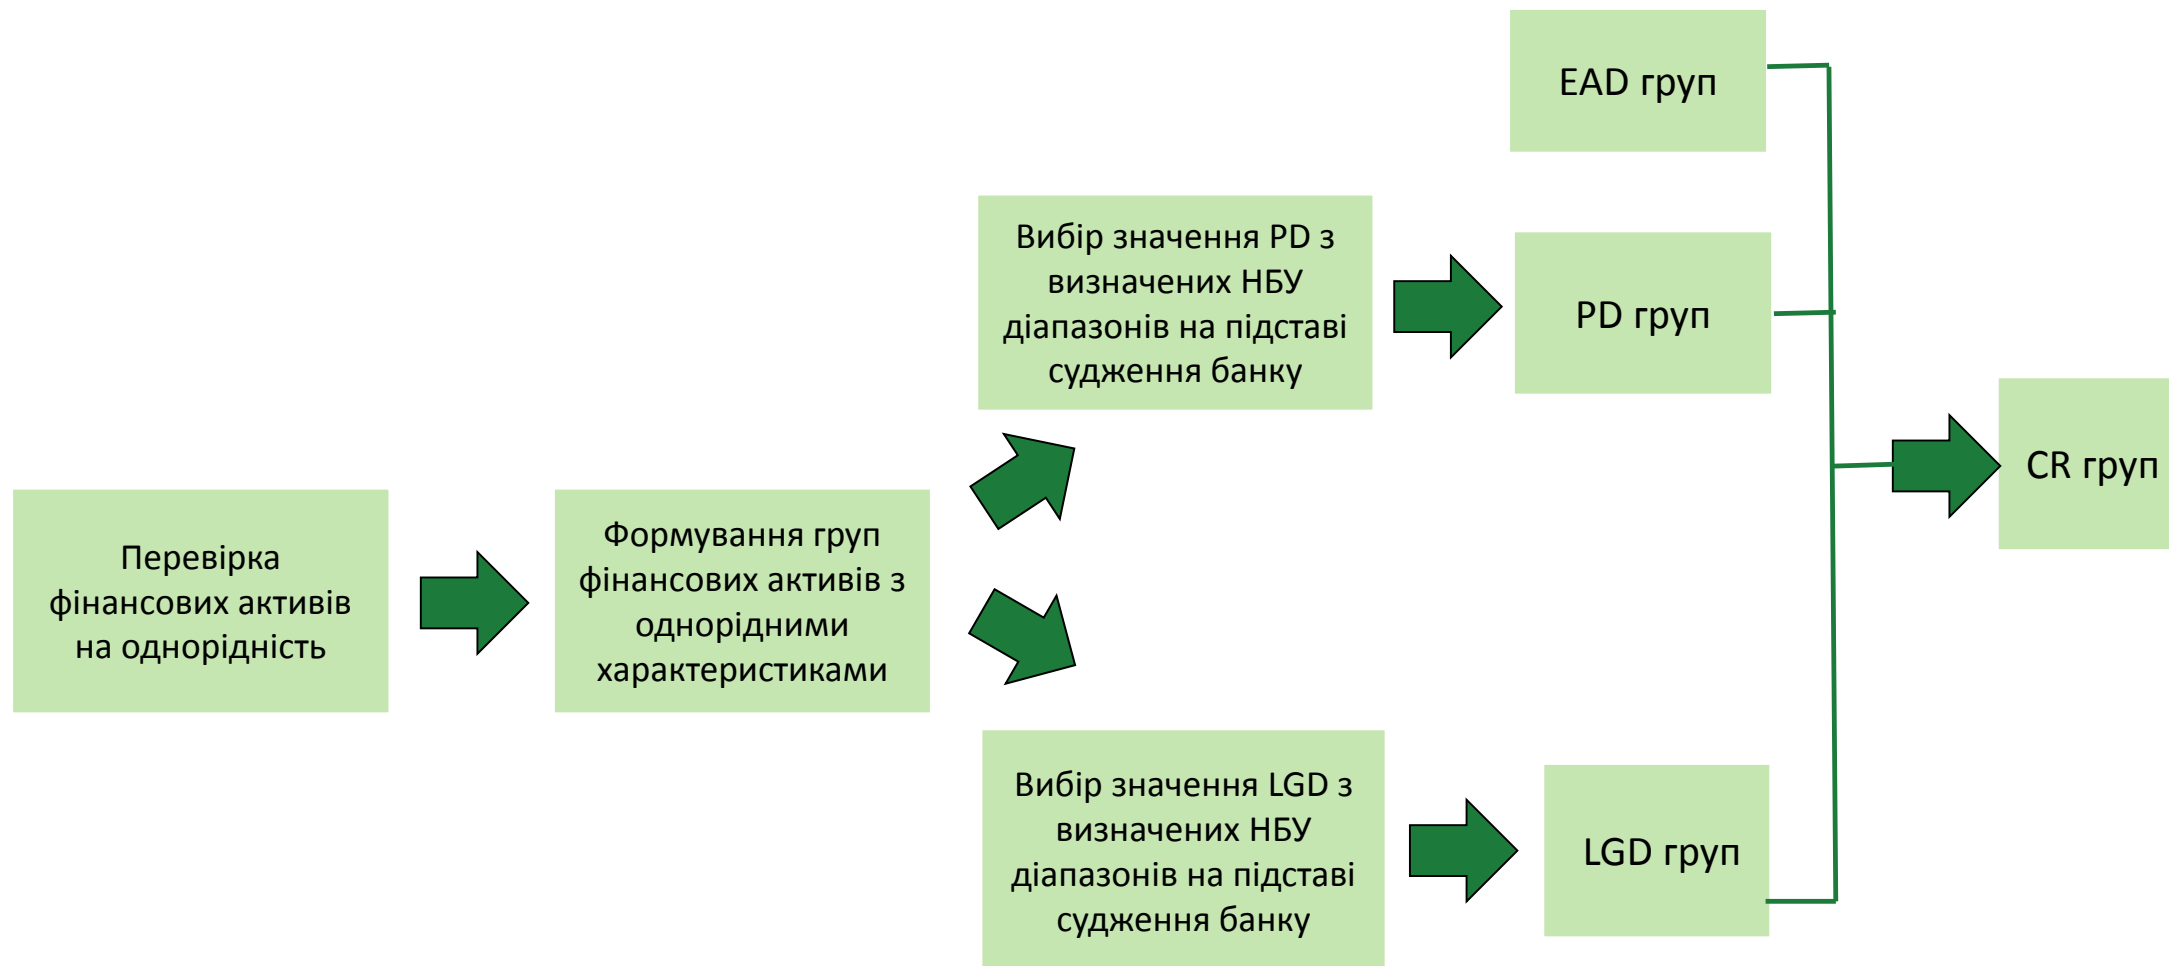 EAD груп
Вибір значення PD з
визначених НБУ
діапазонів на підставі
судження банку
PD груп
CR груп
Перевірка
фінансових активів
на однорідність
Формування груп
фінансових активів з
однорідними
характеристиками
Вибір значення LGD з
визначених НБУ
діапазонів на підставі
судження банку
LGD груп